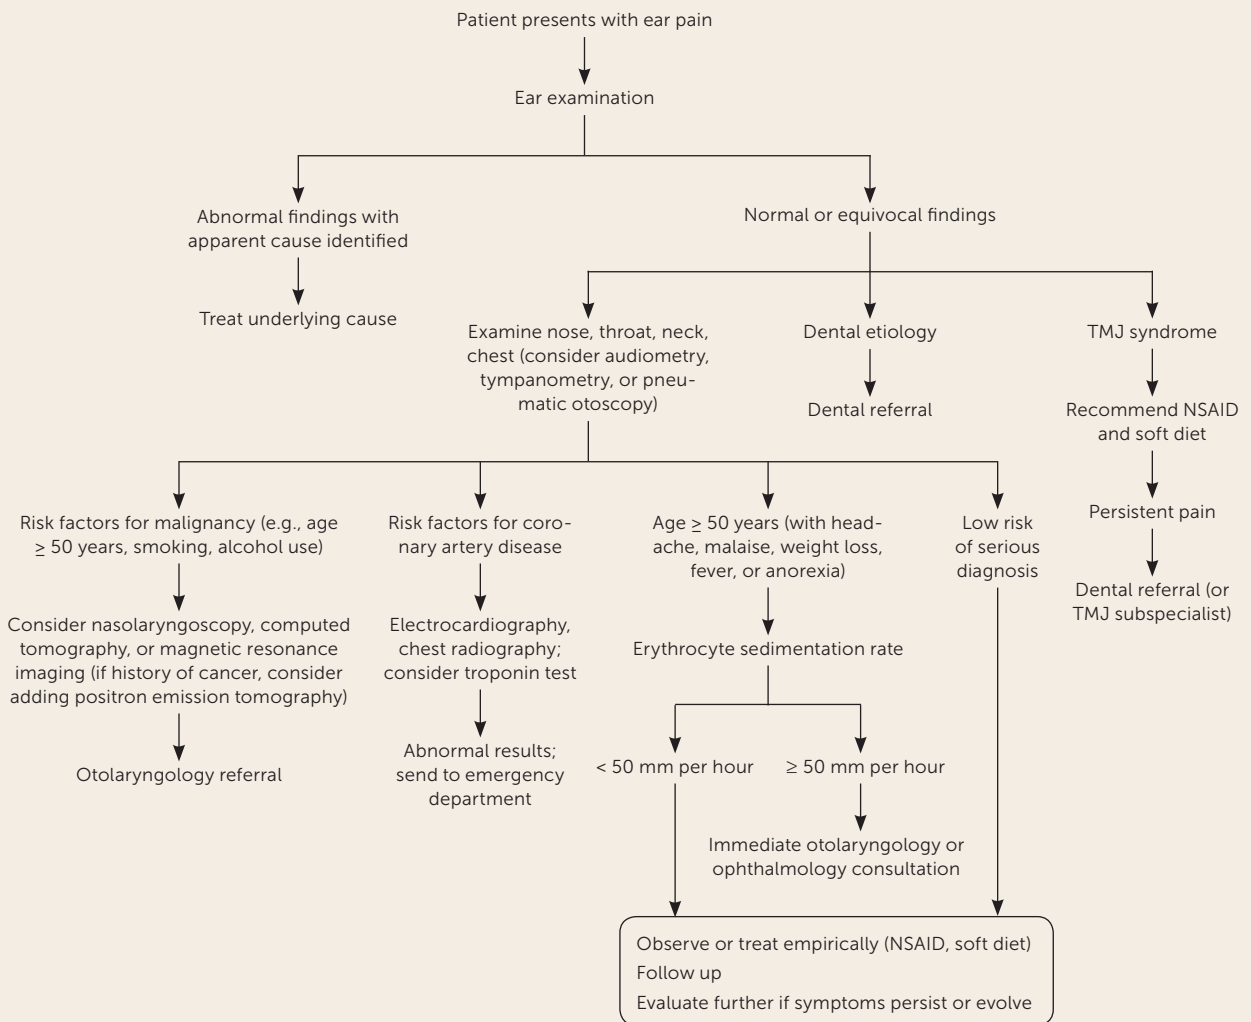 Patient presents with ear pain
Ear examination
Abnormal findings with
apparent cause identified
Treat underlying cause
Normal or equivocal findings
Examine nose, throat, neck,
chest (consider audiometry,
tympanometry, or pneu-
matic otoscopy)
Dental etiology
Dental referral
TMJ syndrome
Recommend NSAID
and soft diet
Persistent pain
Dental referral (or
TMJ subspecialist)
Risk factors for malignancy (e.g., age
≥ 50 years, smoking, alcohol use)
Consider nasolaryngoscopy, computed
tomography, or magnetic resonance
imaging (if history of cancer, consider
adding positron emission tomography)
Otolaryngology referral
Risk factors for coro-
nary artery disease
Electrocardiography,
chest radiography;
consider troponin test
Abnormal results;
send to emergency
department
Age ≥ 50 years (with head-
ache, malaise, weight loss,
fever, or anorexia)
Erythrocyte sedimentation rate
< 50 mm per hour
≥ 50 mm per hour
Immediate otolaryngology or
ophthalmology consultation
Low risk
of serious
diagnosis
Observe or treat empirically (NSAID, soft diet)
Follow up
Evaluate further if symptoms persist or evolve